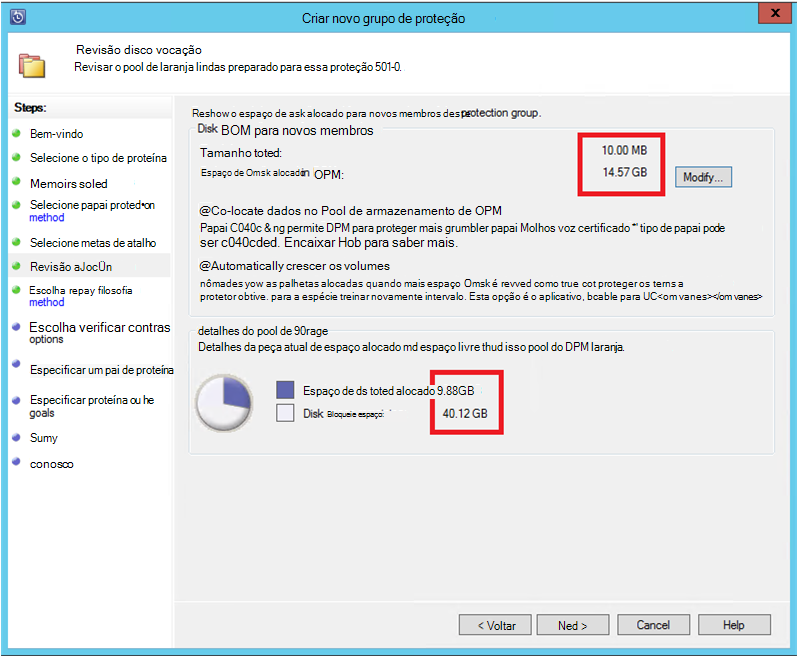 Criar novo grupo de proteção
x
Revisão disco vocação
Revisar o pool de laranja lindas preparado para essa proteção 501-0.
Steps:
Bem-vindo
Selecione o tipo de proteína
Memoirs soled
Selecione papai proted•on
method
Selecione metas de atalho
Revisão aJocÜn
Escolha repay filosofia
method
Escolha verificar contras
options
Especificar um pai de proteína
Especificar proteína ou he
goals
Sumy
conosco
Reshow o espaço de ask alocado para novos membros deste protection group.
Disk BOM para novos membros
Tamanho toted: 10.00 MB
Espaço de Omsk alocadon OPM: 14.57 GB
Modify...
@Co-locate dados no Pool de armazenamento de OPM
Papai C040c & ng permite DPM para proteger mais grumbler papai Molhos voz certificado "' tipo de papai pode
ser c040cded. Encaixar Hob para saber mais.
@Automatically crescer os volumes
nômades yow as palhetas alocadas quando mais espaço Omsk é revved como true cot proteger os terns a
protetor obtive. para a espécie treinar novamente intervalo. Esta opção é o aplicativo, bcable para UC<om vanes></om vanes>
detalhes do pool de 90rage
Detalhes da peça atual de espaço alocado md espaço livre thud isso pool do DPM laranja.
Espaço de ds toted alocado 9.88GB
Disk Bloqueie espaço: 40.12 GB
< Voltar
Ned >
Cancel
Help